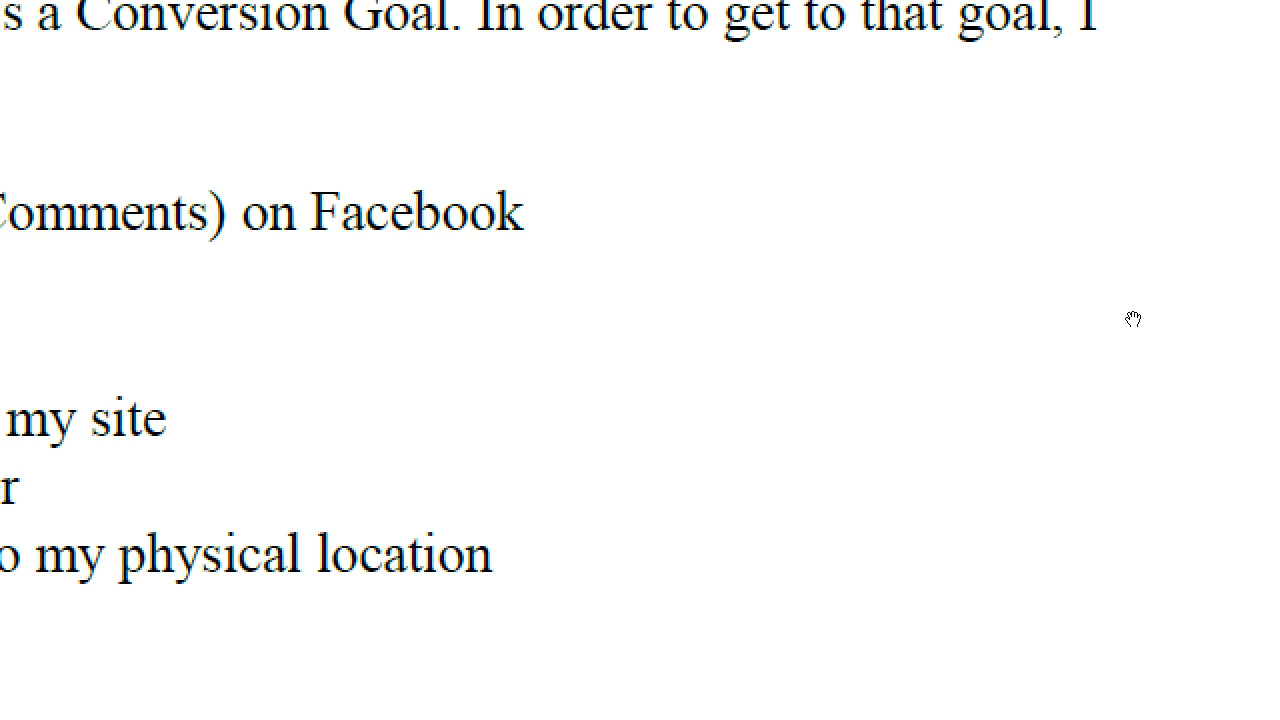 s a Conversion Goal. In order to get to that goal, I
Comments) on Facebook
my site
r
o my physical location